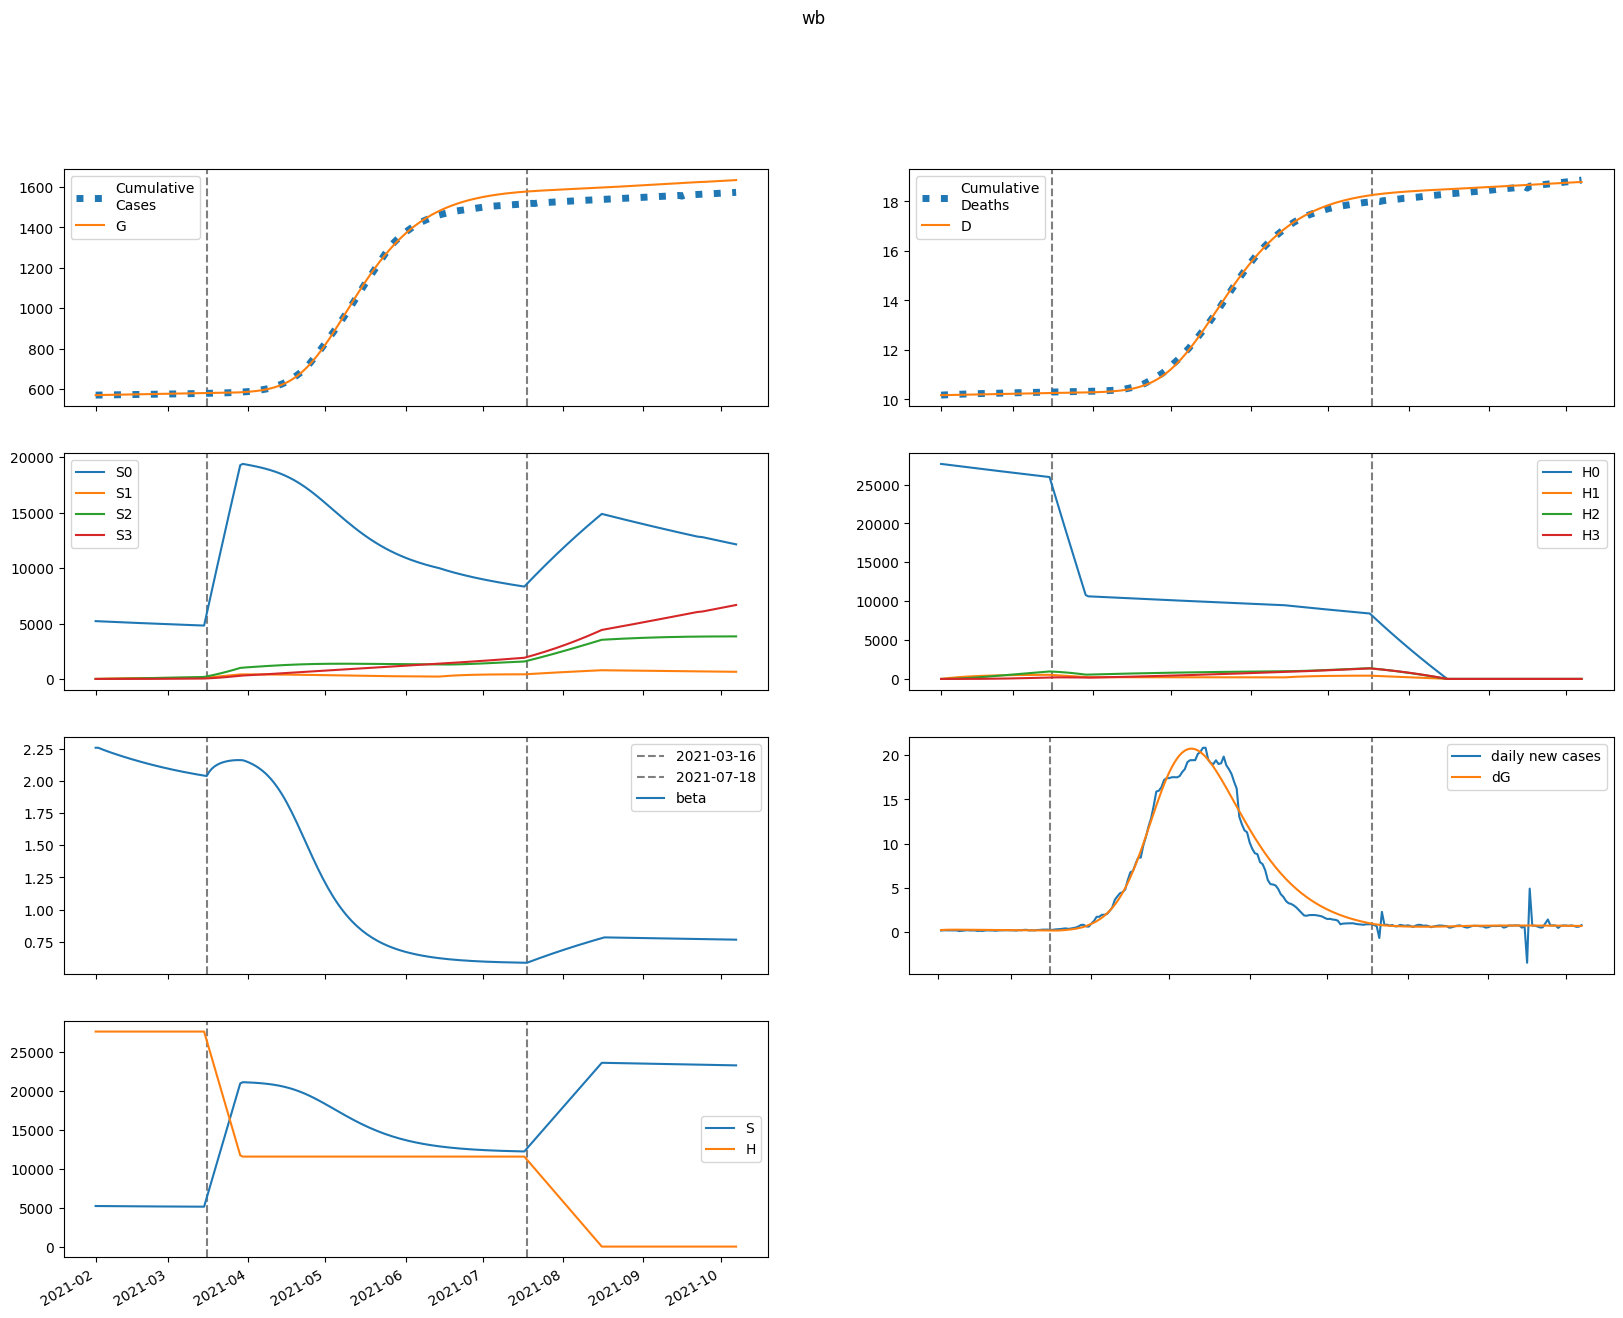 wb
Cumulative
Cases
G
1600
1400
1200
1000
800
600
Cumulative
Deaths
D
18
16
14
12
10
S0
S1
S2
S3
20000
15000
10000
5000
0
H0
H1
H2
H3
25000
20000
15000
10000
5000
0
2021-03-16
2021-07-18
beta
2.25
2.00
1.75
1.50
1.25
1.00
0.75
daily new cases
dG
20
15
10
5
0
S
H
25000
20000
15000
10000
5000
0
2021-02
2021-03
2021-04
2021-05
2021-06
2021-07
2021-08
2021-09
2021-10